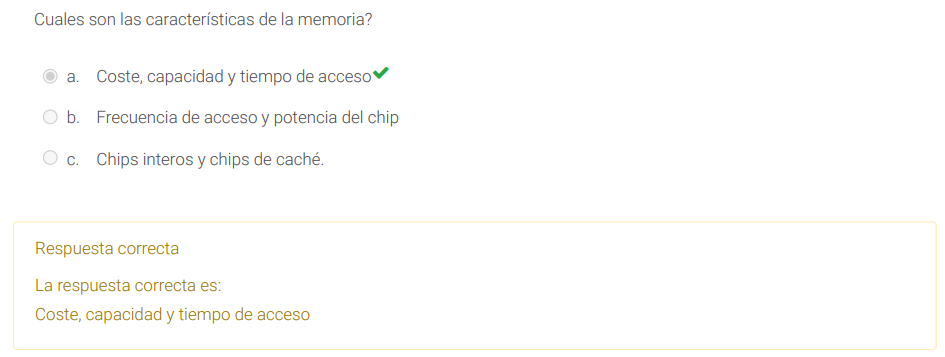 Cuales son las características de la memoria?
a. Coste, capacidad y tiempo de acceso
b. Frecuencia de acceso y potencia del chip
c. Chips interos y chips de caché.
Respuesta correcta
La respuesta correcta es:
Coste, capacidad y tiempo de acceso